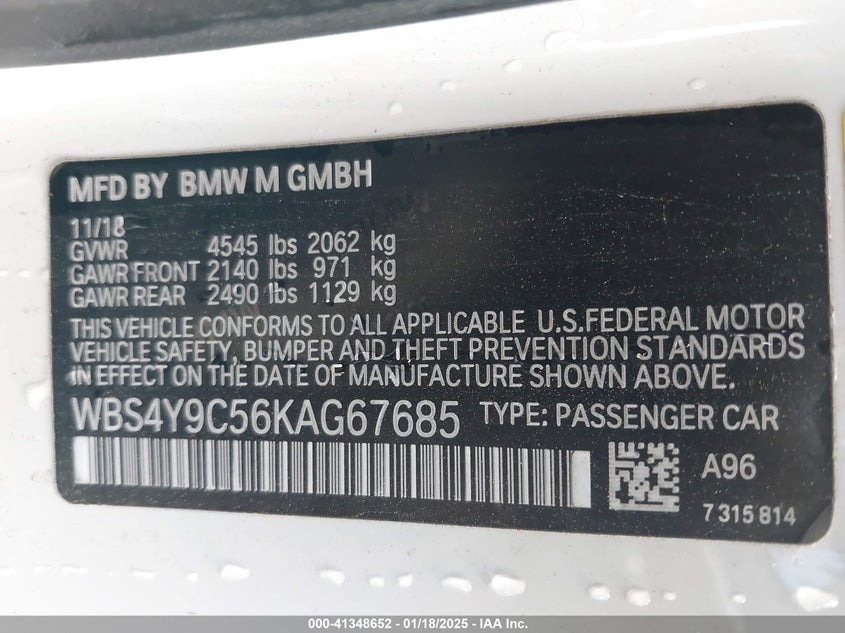 MFD BY BMW M GMBH
11/18
GVWR 4545 lbs 2062 kg
GAWR FRONT 2140 lbs 971 kg
GAWR REAR 2490 lbs 1129 kg
THIS VEHICLE CONFORMS TO ALL APPLICABLE U.S.FEDERAL MOTOR
VEHICLE SAFETY, BUMPER AND THEFT PREVENTION STANDARDS
IN EFFECT ON THE DATE OF MANUFACTURE SHOWN ABOVE.
WBS4Y9C56KAG67685 TYPE: PASSENGER CAR
A96
7 315 814
000-41348652 - 01/18/2025 - IAA Inc.